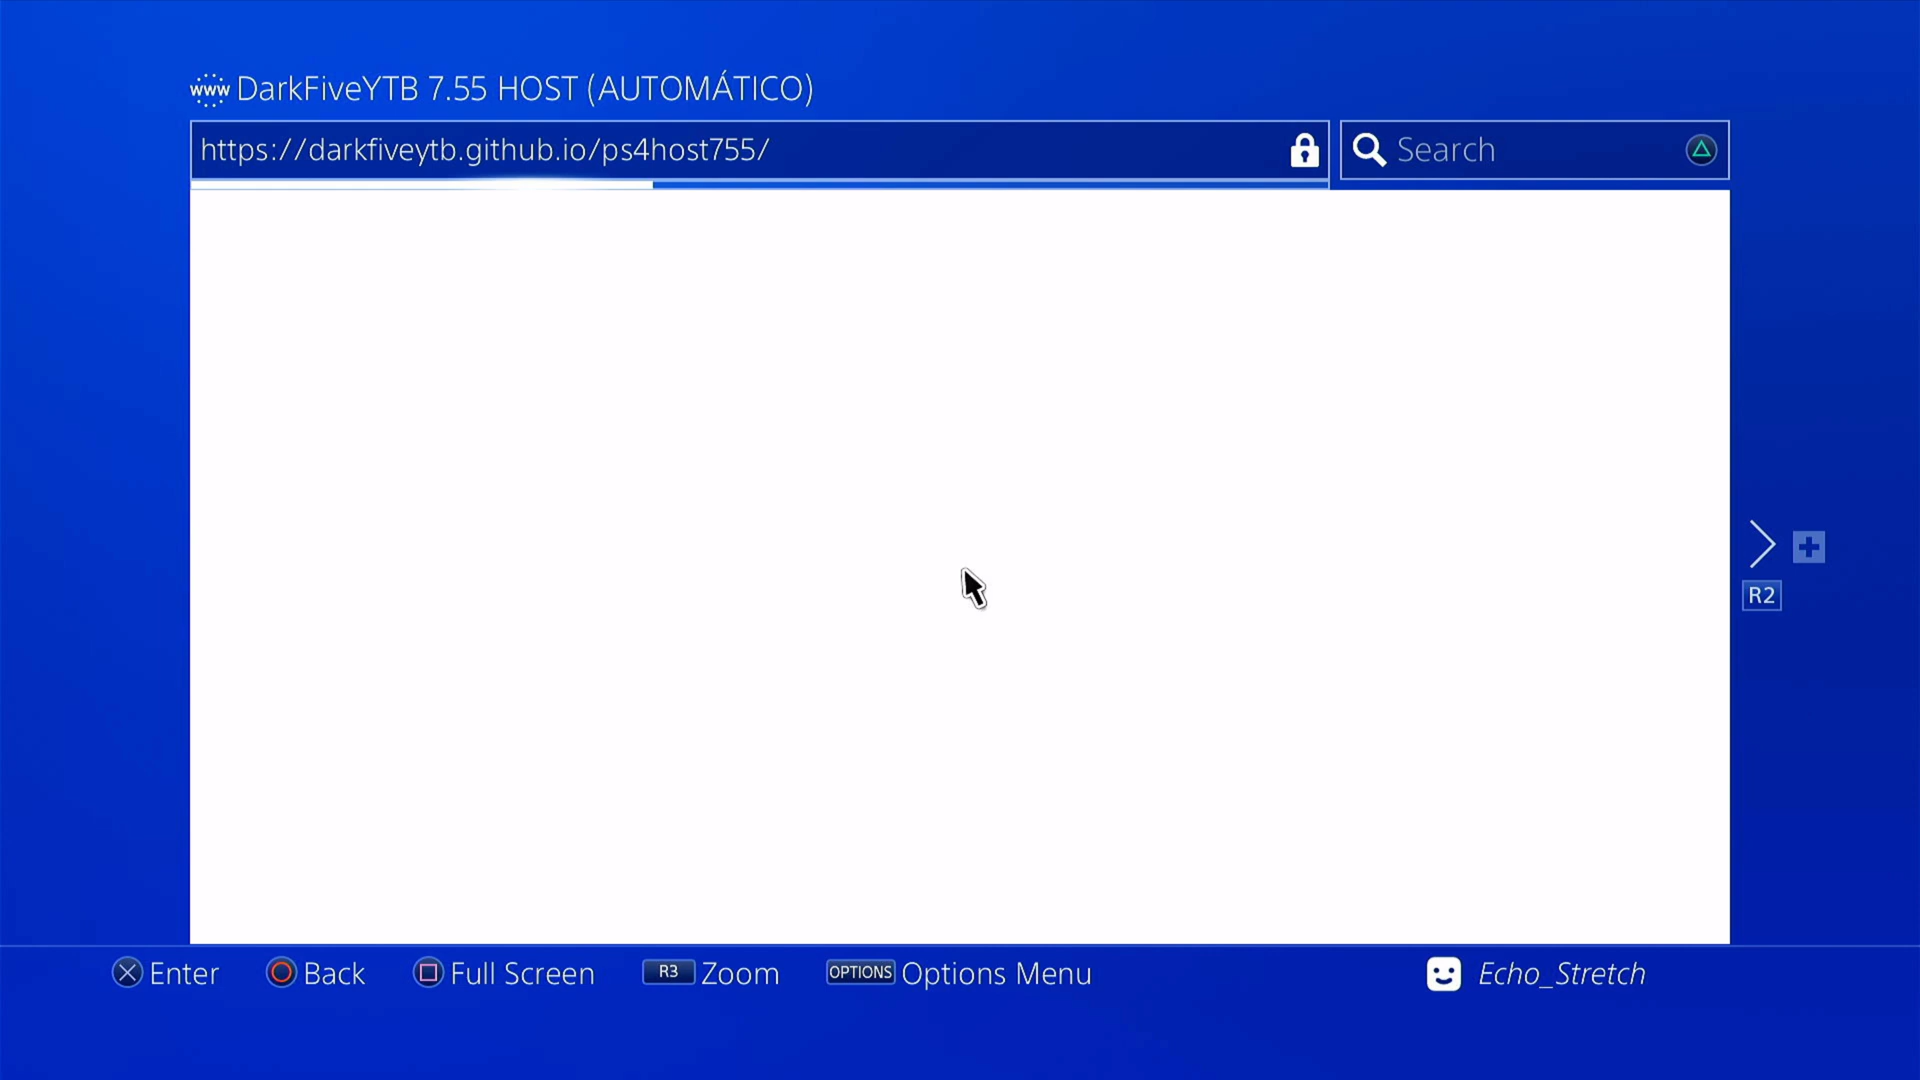 www DarkFiveYTB 7.55 HOST (AUTOMÁTICO)
https://darkfiveytb.github.io/ps4host755/
Search
R2
Enter Back Full Screen R3 Zoom OPTIONS Options Menu Echo_Stretch